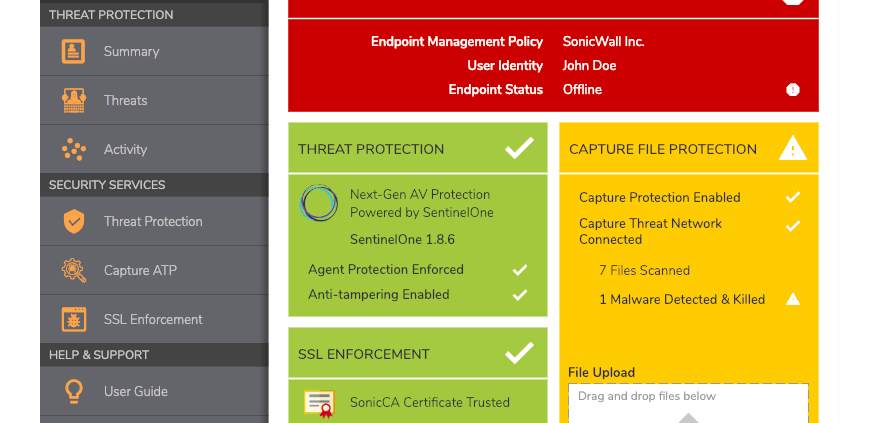 THREAT PROTECTION
Summary
Threats
Activity
SECURITY SERVICES
Threat Protection
Capture ATP
SSL Enforcement
HELP & SUPPORT
User Guide
Endpoint Management Policy SonicWall Inc.
User Identity John Doe
Endpoint Status Offline
THREAT PROTECTION
Next-Gen AV Protection
Powered by SentinelOne
SentinelOne 1.8.6
Agent Protection Enforced
Anti-tampering Enabled
SSL ENFORCEMENT
SonicCA Certificate Trusted
CAPTURE FILE PROTECTION
Capture Protection Enabled
Capture Threat Network
Connected
7 Files Scanned
1 Malware Detected & Killed
File Upload
Drag and drop files below